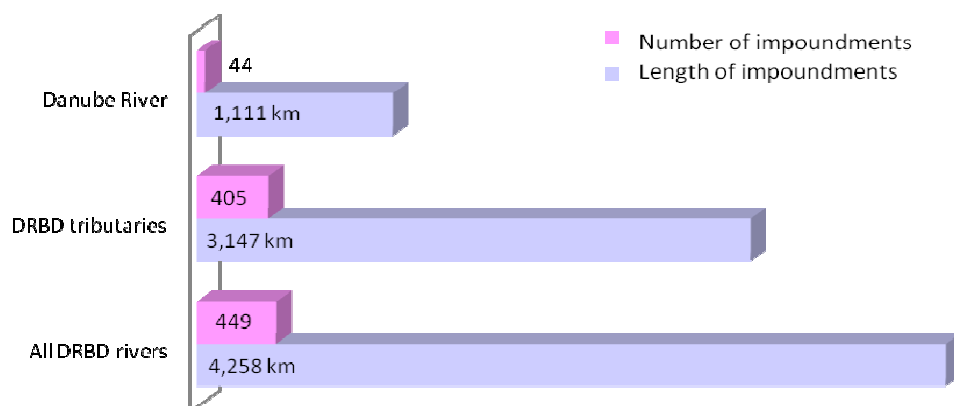 Number of impoundments
Length of impoundments
44
Danube River
1,111 km
405
DRBD tributaries
3,147 km
449
All DRBD rivers
4,258 km